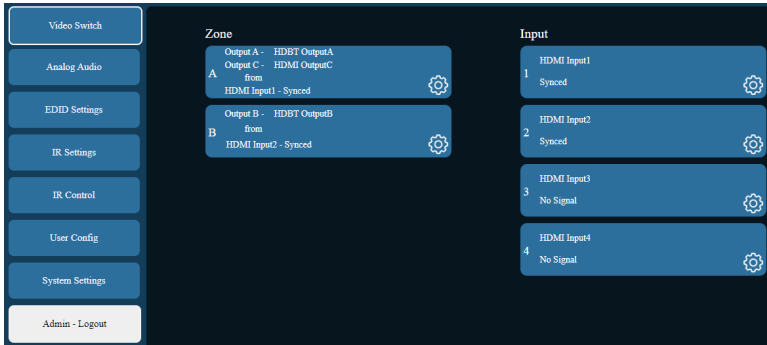 Video Switch
Analog Audio
EDID Settings
IR Settings
IR Control
User Config
System Settings
Admin - Logout
Zone
A
Output A - HDBT OutputA
Output C - HDMI OutputC
from
HDMI Input1 - Synced
B
Output B - HDBT OutputB
from
HDMI Input2 - Synced
Input
1
HDMI Input1
Synced
2
HDMI Input2
Synced
3
HDMI Input3
No Signal
4
HDMI Input4
No Signal